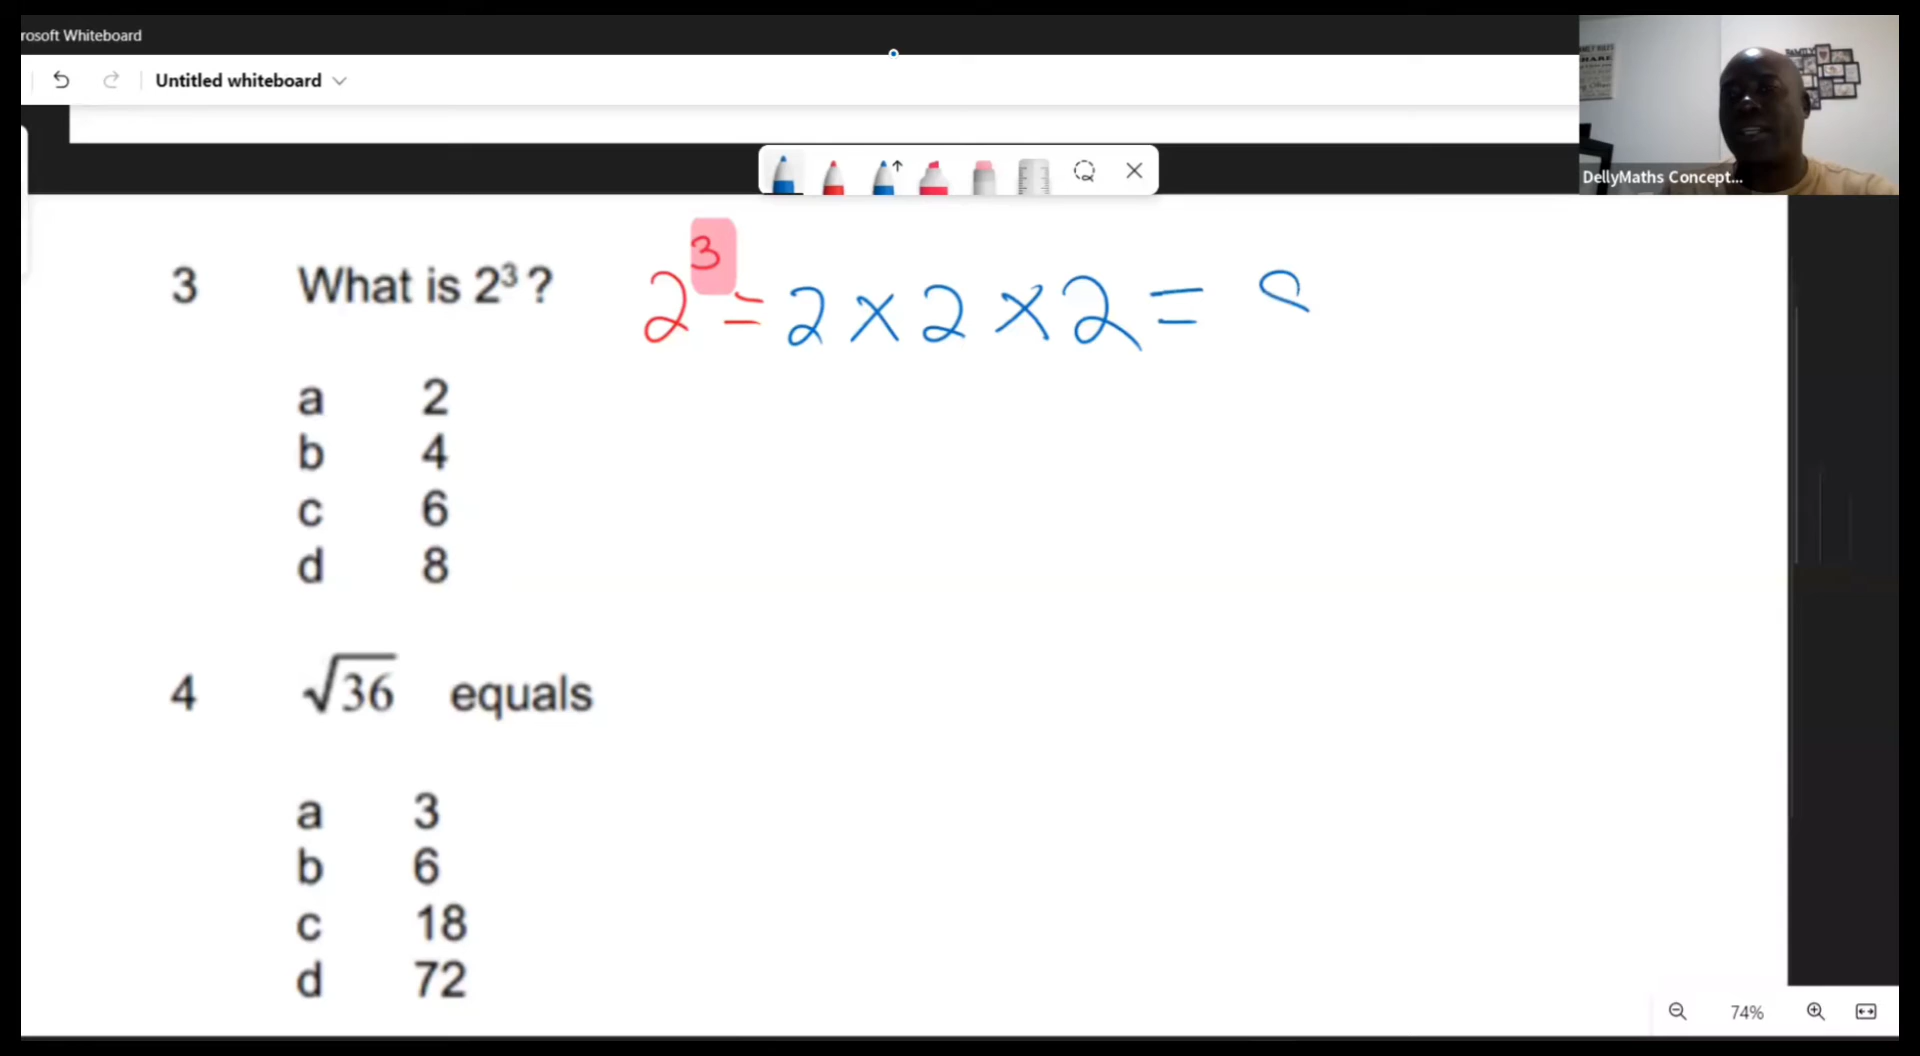 rosoft Whiteboard
Untitled whiteboard
DellyMaths Concept...
3 What is 2³ ? 2³ = 2 × 2 × 2 =
a 2
b 4
c 6
d 8
4 √36 equals
a 3
b 6
c 18
d 72
74%